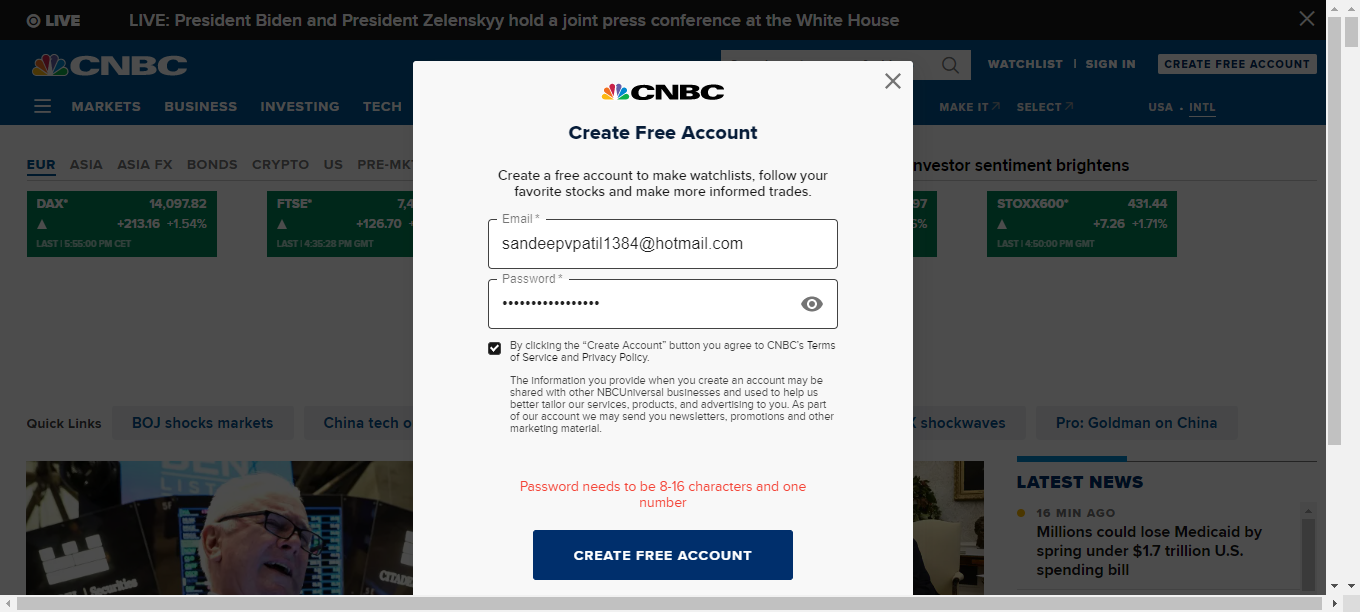 LIVE
LIVE: President Biden and President Zelenskyy hold a joint press conference at the White House
CNBC
WATCHLIST | SIGN IN
CREATE FREE ACCOUNT
MARKETS BUSINESS INVESTING TECH
MAKE IT SELECT
USA • INTL
EUR ASIA ASIA FX BONDS CRYPTO US PRE-MK
nvestor sentiment brightens
DAX* 14,097.82
+213.16 +1.54%
LAST | 5:55:00 PM CET
FTSE* 7,4
+126.70
LAST | 4:35:28 PM GMT
97
5%
STOXX600* 431.44
+7.26 +1.71%
LAST | 4:50:00 PM GMT
CNBC
Create Free Account
Create a free account to make watchlists, follow your
favorite stocks and make more informed trades.
Email *
sandeepvpatil1384@hotmail.com
Password *
•••••••••••••••••
By clicking the “Create Account” button you agree to CNBC’s Terms
of Service and Privacy Policy.
The information you provide when you create an account may be
shared with other NBCUniversal businesses and used to help us
better tailor our services, products, and advertising to you. As part
of our account we may send you newsletters, promotions and other
marketing material.
Password needs to be 8-16 characters and one
number
CREATE FREE ACCOUNT
Quick Links
BOJ shocks markets
China tech o
X shockwaves
Pro: Goldman on China
LATEST NEWS
16 MIN AGO
Millions could lose Medicaid by
spring under $1.7 trillion U.S.
spending bill